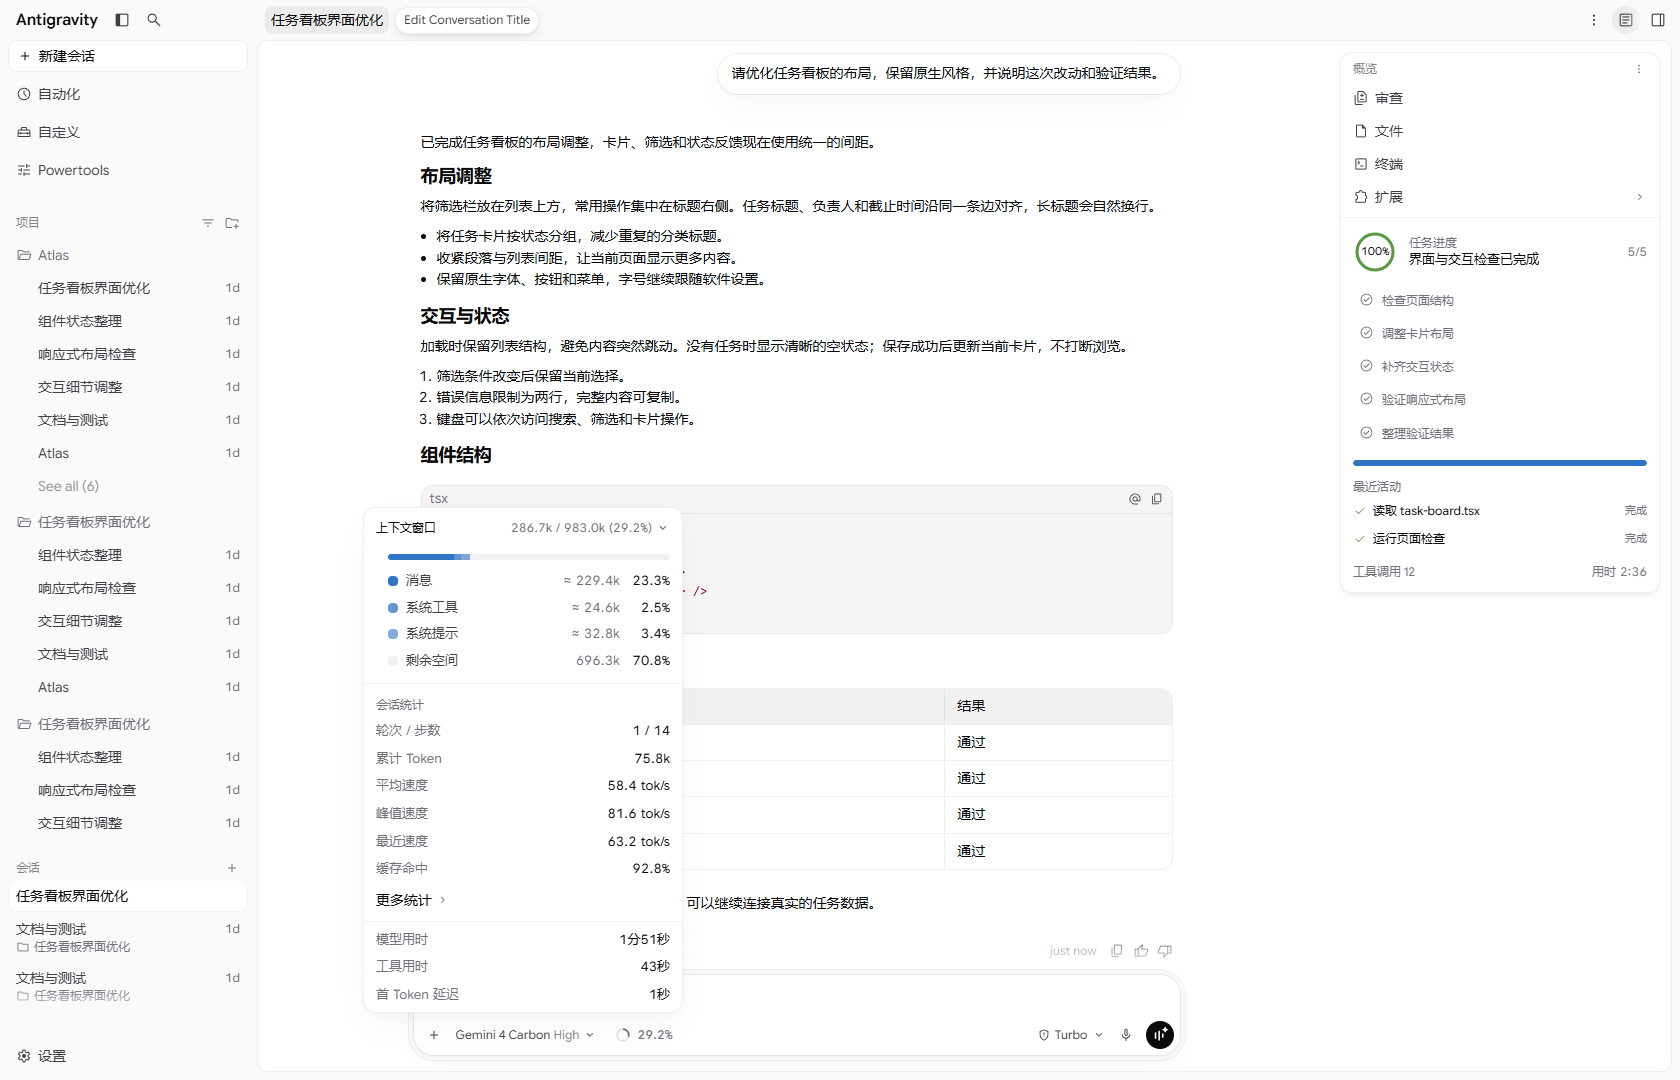 Antigravity
新建会话
自动化
自定义
Powertools
项目
Atlas
任务看板界面优化 1d
组件状态整理 1d
响应式布局检查 1d
交互细节调整 1d
文档与测试 1d
Atlas 1d
See all (6)
任务看板界面优化
组件状态整理 1d
响应式布局检查 1d
交互细节调整 1d
文档与测试 1d
Atlas 1d
任务看板界面优化
组件状态整理 1d
响应式布局检查 1d
交互细节调整 1d
会话
任务看板界面优化
文档与测试 1d
任务看板界面优化
文档与测试 1d
任务看板界面优化
设置
任务看板界面优化
Edit Conversation Title
请优化任务看板的布局，保留原生风格，并说明这次改动和验证结果。
已完成任务看板的布局调整，卡片、筛选和状态反馈现在使用统一的间距。
布局调整
将筛选栏放在列表上方，常用操作集中在标题右侧。任务标题、负责人和截止时间沿同一条边对齐，长标题会自然换行。
• 将任务卡片按状态分组，减少重复的分类标题。
• 收紧段落与列表间距，让当前页面显示更多内容。
• 保留原生字体、按钮和菜单，字号继续跟随软件设置。
交互与状态
加载时保留列表结构，避免内容突然跳动。没有任务时显示清晰的空状态；保存成功后更新当前卡片，不打断浏览。
1. 筛选条件改变后保留当前选择。
2. 错误信息限制为两行，完整内容可复制。
3. 键盘可以依次访问搜索、筛选和卡片操作。
组件结构
tsx
/>
结果
通过
通过
通过
通过
可以继续连接真实的任务数据。
just now
上下文窗口 286.7k / 983.0k (29.2%)
消息 ≈ 229.4k 23.3%
系统工具 ≈ 24.6k 2.5%
系统提示 ≈ 32.8k 3.4%
剩余空间 696.3k 70.8%
会话统计
轮次 / 步数 1 / 14
累计 Token 75.8k
平均速度 58.4 tok/s
峰值速度 81.6 tok/s
最近速度 63.2 tok/s
缓存命中 92.8%
更多统计
模型用时 1分51秒
工具用时 43秒
首 Token 延迟 1秒
Gemini 4 Carbon High
29.2%
Turbo
概览
审查
文件
终端
扩展
100%
任务进度
界面与交互检查已完成
5/5
检查页面结构
调整卡片布局
补齐交互状态
验证响应式布局
整理验证结果
最近活动
读取 task-board.tsx 完成
运行页面检查 完成
工具调用 12 用时 2:36